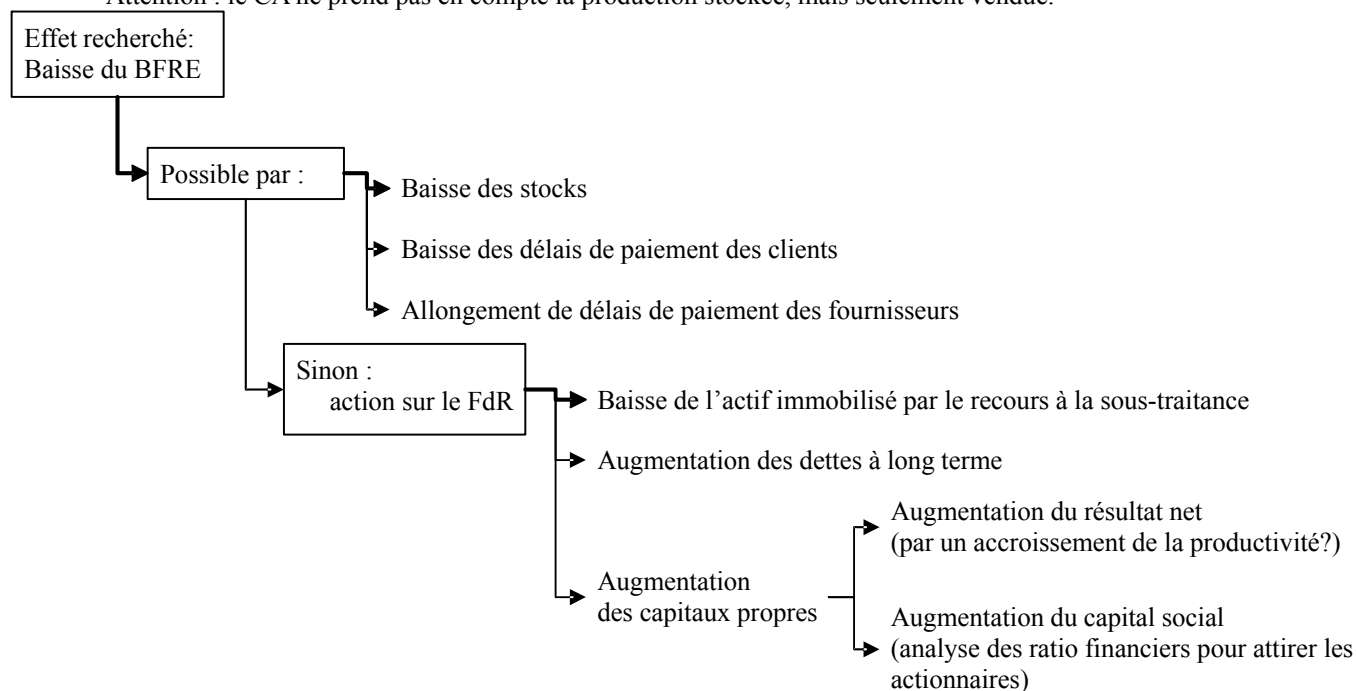 Attention : le CA ne prend pas en compte la production stockée, mais seulement vendue.
Effet recherché:
Baisse du BFRE
Possible par :
Baisse des stocks
Baisse des délais de paiement des clients
Allongement de délais de paiement des fournisseurs
Sinon :
action sur le FdR
Baisse de l’actif immobilisé par le recours à la sous-traitance
Augmentation des dettes à long terme
Augmentation
des capitaux propres
Augmentation du résultat net
(par un accroissement de la productivité?)
Augmentation du capital social
(analyse des ratio financiers pour attirer les
actionnaires)